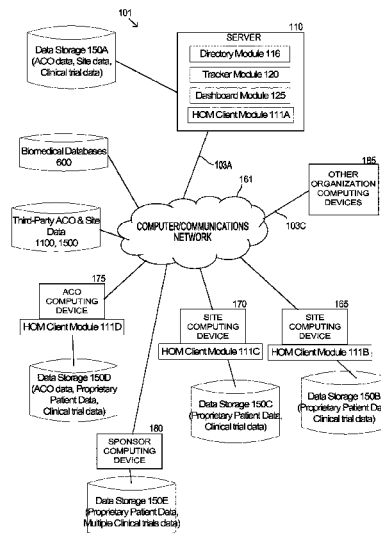 101
110
SERVER
Directory Module 116
Tracker Module 120
Dashboard Module 125
HOM Client Module 111A
Data Storage 150A
(ACO data, Site data,
Clinical trial data)
103A
161
Biomedical Databases
600
185
OTHER
ORGANIZATION
COMPUTING
DEVICES
103C
COMPUTER/COMMUNICATIONS
NETWORK
Third-Party ACO & Site
Data
1100, 1500
175
ACO
COMPUTING
DEVICE
HOM Client Module 111D
170
SITE
COMPUTING
DEVICE
HOM Client Module 111C
165
SITE
COMPUTING
DEVICE
HOM Client Module 111B
Data Storage 150D
(ACO data, Proprietary
Patient Data,
Clinical trial data)
Data Storage 150C
(Proprietary Patient Data,
Clinical trial data)
Data Storage 150B
(Proprietary Patient Da
Clinical trial data)
180
SPONSOR
COMPUTING
DEVICE
Data Storage 150E
(Proprietary Patient Data,
Multiple Clinical trials data)